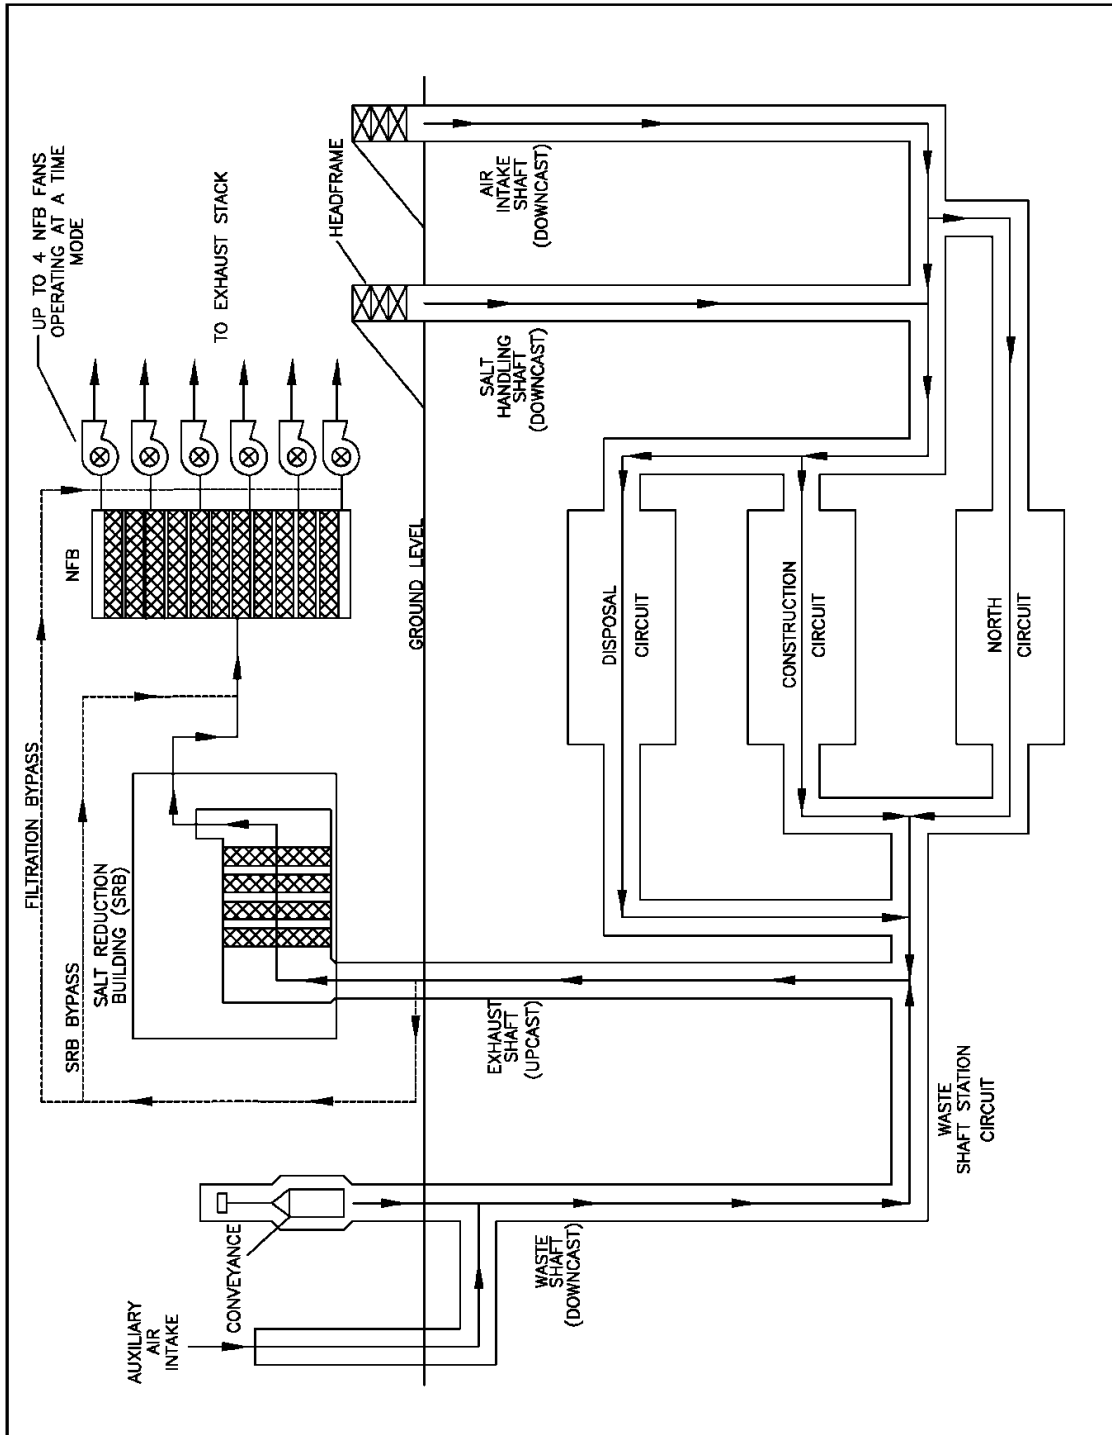 UP TO 4 NFB FANS
OPERATING AT A TIME
MODE
TO EXHAUST STACK
HEADFRAME
AIR
INTAKE
SHAFT
(DOWNCAST)
SALT
HANDLING
SHAFT
(DOWNCAST)
NFB
GROUND LEVEL
FILTRATION BYPASS
SRB BYPASS
SALT REDUCTION
BUILDING (SRB)
DISPOSAL
CIRCUIT
CONSTRUCTION
CIRCUIT
NORTH
CIRCUIT
EXHAUST
SHAFT
(UPCAST)
WASTE
SHAFT STATION
CIRCUIT
CONVEYANCE
WASTE
SHAFT
(DOWNCAST)
AUXILIARY
AIR
INTAKE